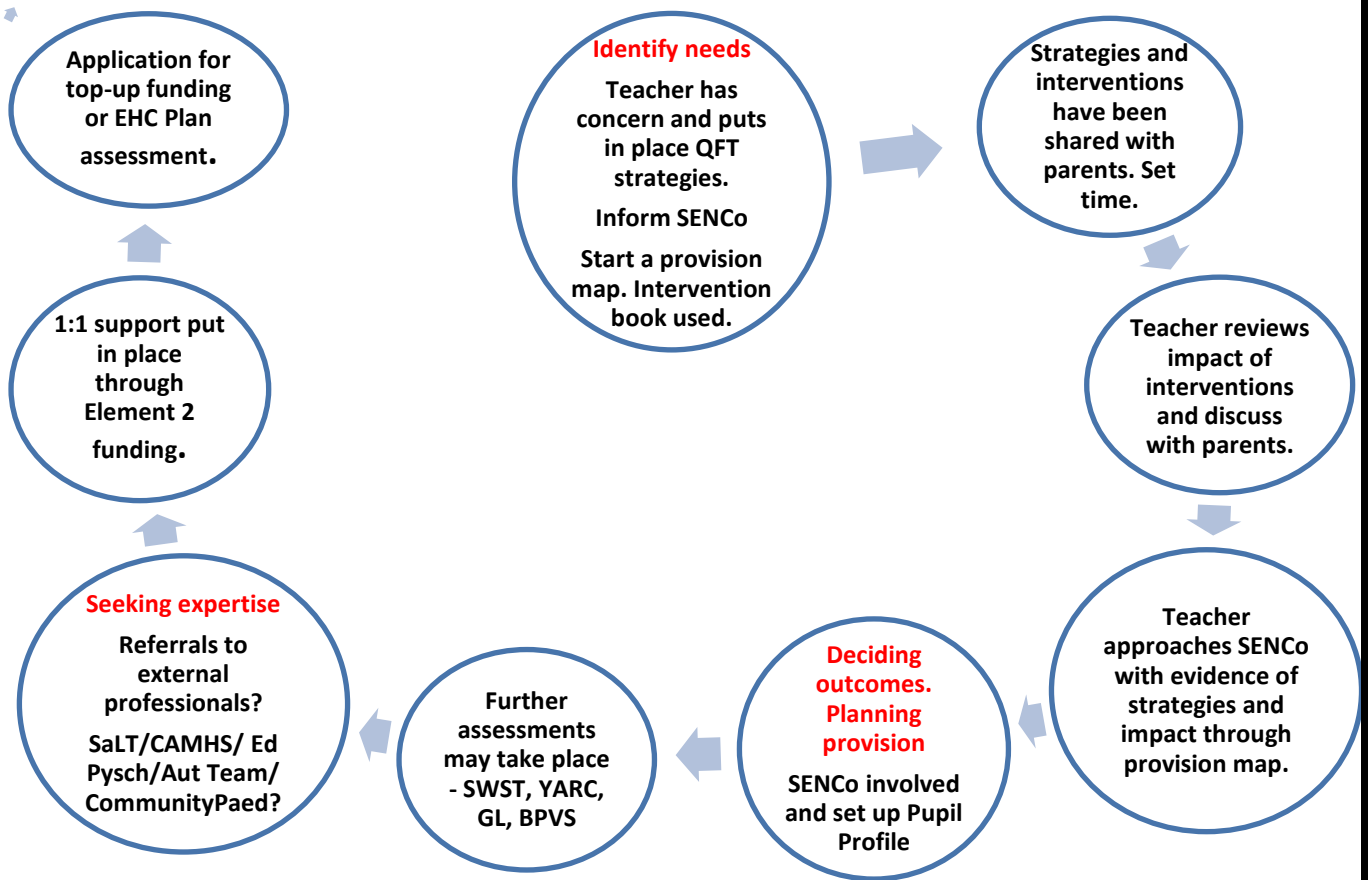 Identify needs
Teacher has
concern and puts
in place QFT
strategies.
Inform SENCo
Start a provision
map. Intervention
book used.
Strategies and
interventions
have been
shared with
parents. Set
time.
Teacher reviews
impact of
interventions
and discuss
with parents.
Teacher
approaches SENCo
with evidence of
strategies and
impact through
provision map.
Deciding
outcomes.
Planning
provision
SENCo involved
and set up Pupil
Profile
Further
assessments
may take place
- SWST, YARC,
GL, BPVS
Seeking expertise
Referrals to
external
professionals?
SaLT/CAMHS/ Ed
Pysch/Aut Team/
CommunityPaed?
1:1 support put
in place
through
Element 2
funding.
Application for
top-up funding
or EHC Plan
assessment.